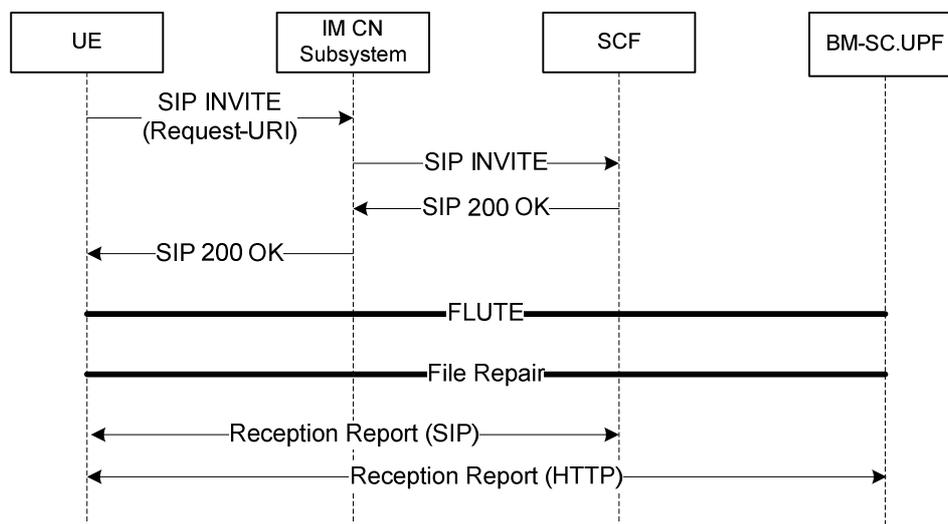 UE
IM CN
Subsystem
SCF
BM-SC.UPF
SIP INVITE
(Request-URI)
SIP INVITE
SIP 200 OK
SIP 200 OK
FLUTE
File Repair
Reception Report (SIP)
Reception Report (HTTP)